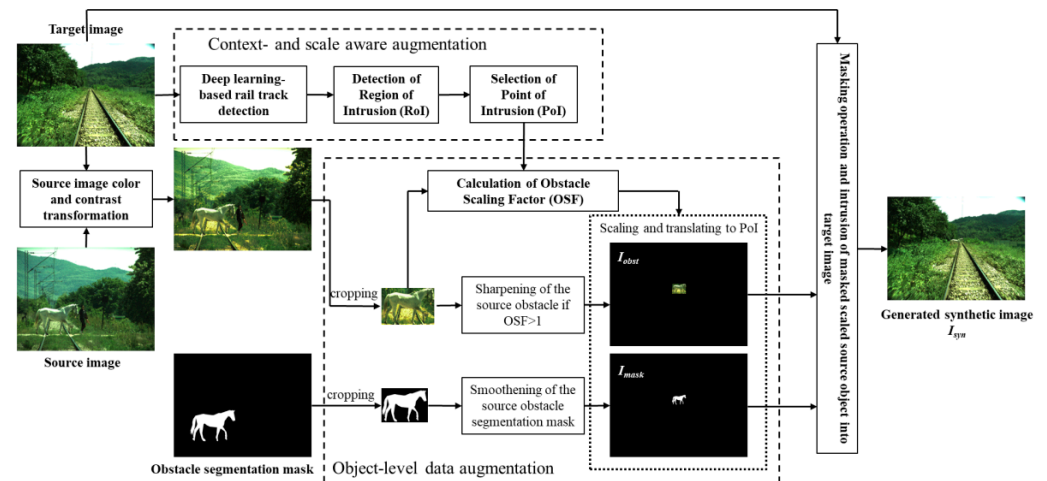 Target image
Context- and scale aware augmentation
Deep learning-
based rail track
detection
Detection of
Region of
Intrusion (RoI)
Selection of
Point of
Intrusion (PoI)
Source image color
and contrast
transformation
Source image
Calculation of Obstacle
Scaling Factor (OSF)
Scaling and translating to PoI
I_obst
cropping
Sharpening of the
source obstacle if
OSF>1
I_mask
cropping
Smoothening of the
source obstacle
segmentation mask
Obstacle segmentation mask
Object-level data augmentation
Masking operation and intrusion of masked scaled source object into
target image
Generated synthetic image
I_syn